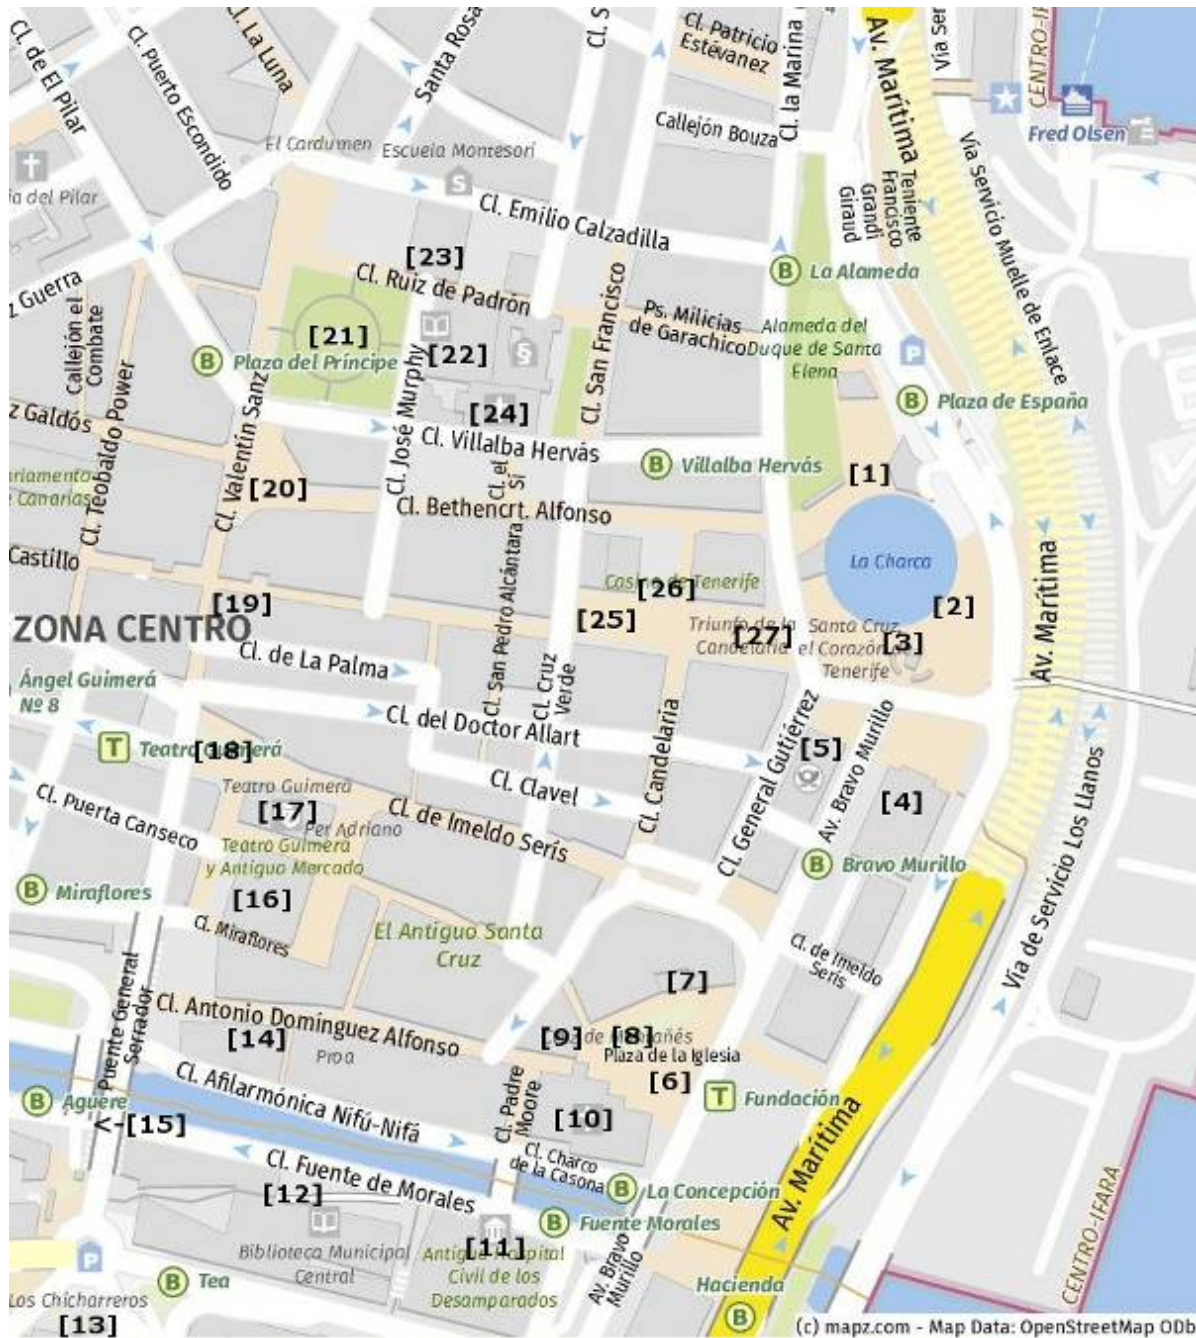 Cl. de El Pilar
Cl. Puerto Escondido
Cl. La Luna
Santa Rosa
Cl. S
Cl. Patricio
Estévanez
Cl. La Marina
Av. Marítima
Vía Ser
CENTRO-IF
Callejón Bouza
Fred Olsen
El Cardumen
Escuela Montesori
S
ia del Pilar
Cl. Emilio Calzadilla
Teniente
Francisco
Grandi
Giraud
Vía Servicio Muelle de Enlace
z Guerra
[23]
Cl. Ruiz de Padrón
B La Alameda
Callejón el
Combate
[21]
[22]
§
Cl. San Francisco
Ps. Milicias
de Garachico
Alameda del
Duque de Santa
Elena
P
B Plaza del Príncipe
Cl. José Murphy
B Plaza de España
z Galdós
Cl. Teobaldo Power
Cl. Valentín Sanz
[24]
Cl. Villalba Hervás
B Villalba Hervás
[1]
arlamento
e Canarias
[20]
Cl. el
Sí
Cl. Bethencrt. Alfonso
Castillo
La Charca
Av. Marítima
[19]
Cl. San Pedro Alcántara
Casino de Tenerife
[26]
[25]
[27]
Triunfo de la
Candelaria
Santa Cruz
el Corazón de
Tenerife
[2]
[3]
ZONA CENTRO
Cl. de La Palma
Ángel Guimerá
Nº 8
Cl. Cruz
Verde
Cl. del Doctor Allart
Cl. Candelaria
Cl. General Gutiérrez
Av. Bravo Murillo
[5]
T Teatro Guimerá
[18]
Cl. Clavel
[4]
Teatro Guimerá
[17]
Per Adriano
Cl. de Imeldo Serís
Cl. Puerta Canseco
Teatro Guimerá
y Antiguo Mercado
B Bravo Murillo
B Miraflores
[16]
Cl. Miraflores
El Antiguo Santa
Cruz
Cl. de Imeldo
Serís
Vía de Servicio Los Llanos
Puente General
Serrador
[7]
Cl. Antonio Domínguez Alfonso
[14]
Proa
[9]
[8]
Plaza de la Iglesia
[6]
B Aguere
<-[15]
Cl. Afilarmónica Nifú-Nifá
Cl. Padre
Moore
[10]
T Fundación
Av. Marítima
Cl. Charco
de la Casona
Cl. Fuente de Morales
[12]
B La Concepción
B Fuente Morales
[11]
Biblioteca Municipal
Central
Antiguo Hospital
Civil de los
Desamparados
Av. Bravo
Murillo
P
B Tea
Los Chicharreros
[13]
Hacienda
B
CENTRO-IFARA
(c) mapz.com - Map Data: OpenStreetMap ODb